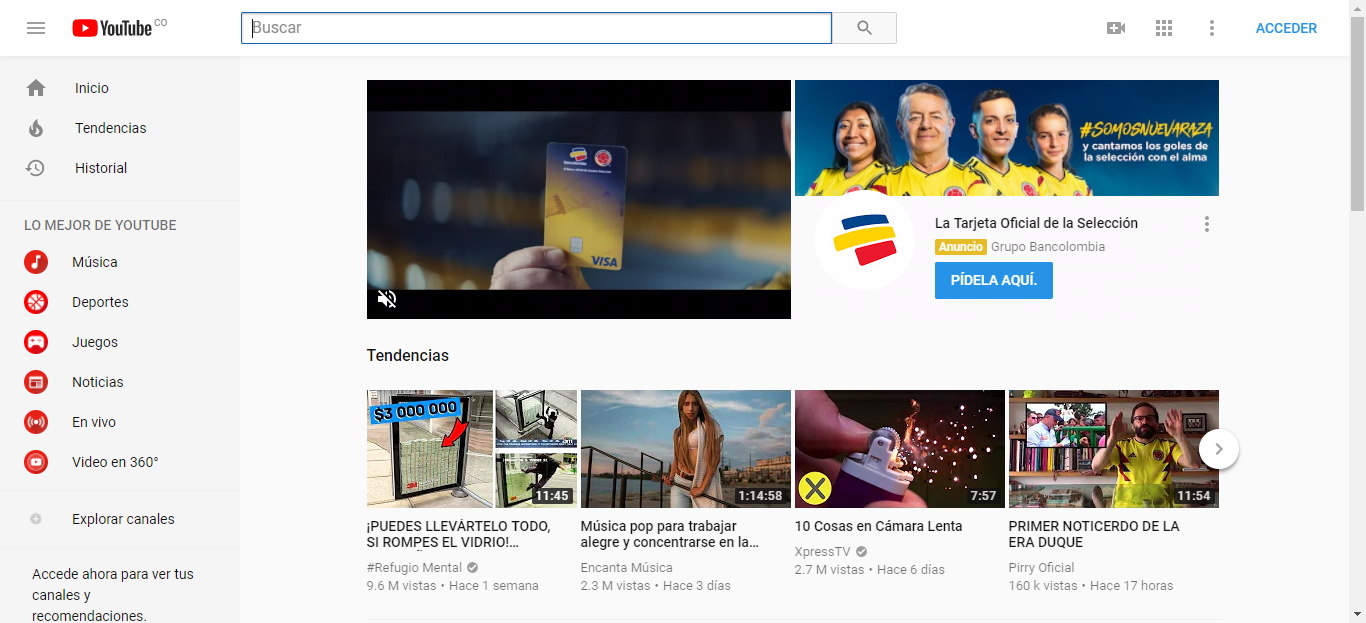 YouTube CO
Buscar
ACCEDER
Inicio
Tendencias
Historial
LO MEJOR DE YOUTUBE
Música
Deportes
Juegos
Noticias
En vivo
Video en 360°
Explorar canales
Accede ahora para ver tus
canales y
recomendaciones.
Bancolombia
VISA
#SOMOSNUEVARAZA
y cantamos los goles de
la selección con el alma
La Tarjeta Oficial de la Selección
Anuncio Grupo Bancolombia
PÍDELA AQUÍ.
Tendencias
$3 000 000
3M
11:45
¡PUEDES LLEVÁRTELO TODO,
SI ROMPES EL VIDRIO!...
#Refugio Mental
9.6 M vistas • Hace 1 semana
1:14:58
Música pop para trabajar
alegre y concentrarse en la...
Encanta Música
2.3 M vistas • Hace 3 días
7:57
10 Cosas en Cámara Lenta
XpressTV
2.7 M vistas • Hace 6 días
11:54
PRIMER NOTICERDO DE LA
ERA DUQUE
Pirry Oficial
160 k vistas • Hace 17 horas